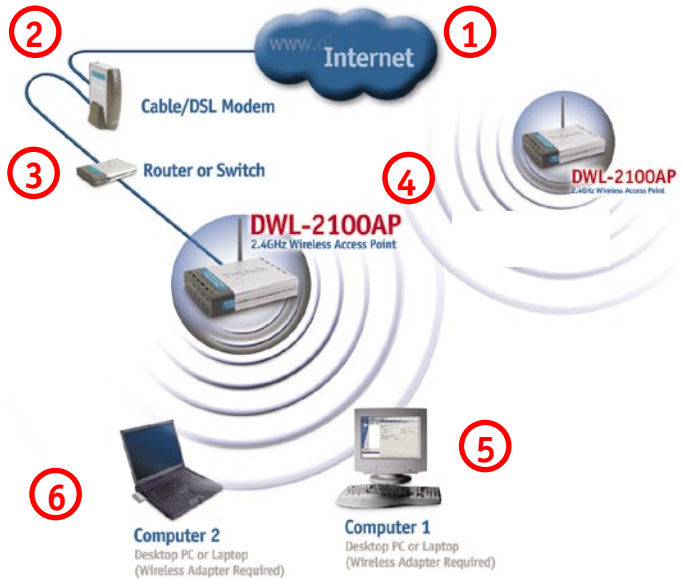 2
1
www.dl
Internet
Cable/DSL Modem
3
Router or Switch
4
DWL-2100AP
2.4GHz Wireless Access Point
DWL-2100AP
2.4GHz Wireless Access Point
5
6
Computer 2
Desktop PC or Laptop
(Wireless Adapter Required)
Computer 1
Desktop PC or Laptop
(Wireless Adapter Required)